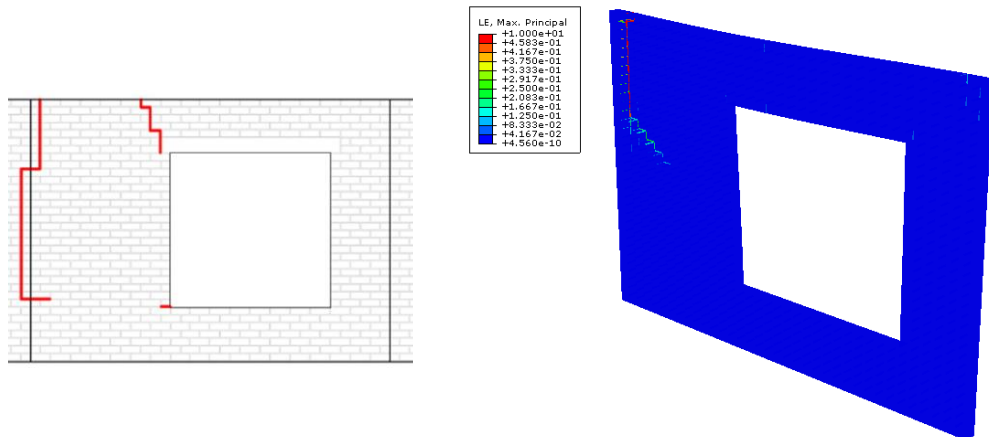 LE, Max. Principal
+1.000e+01
+4.583e-01
+4.167e-01
+3.750e-01
+3.333e-01
+2.917e-01
+2.500e-01
+2.083e-01
+1.667e-01
+1.250e-01
+8.333e-02
+4.167e-02
+4.560e-10